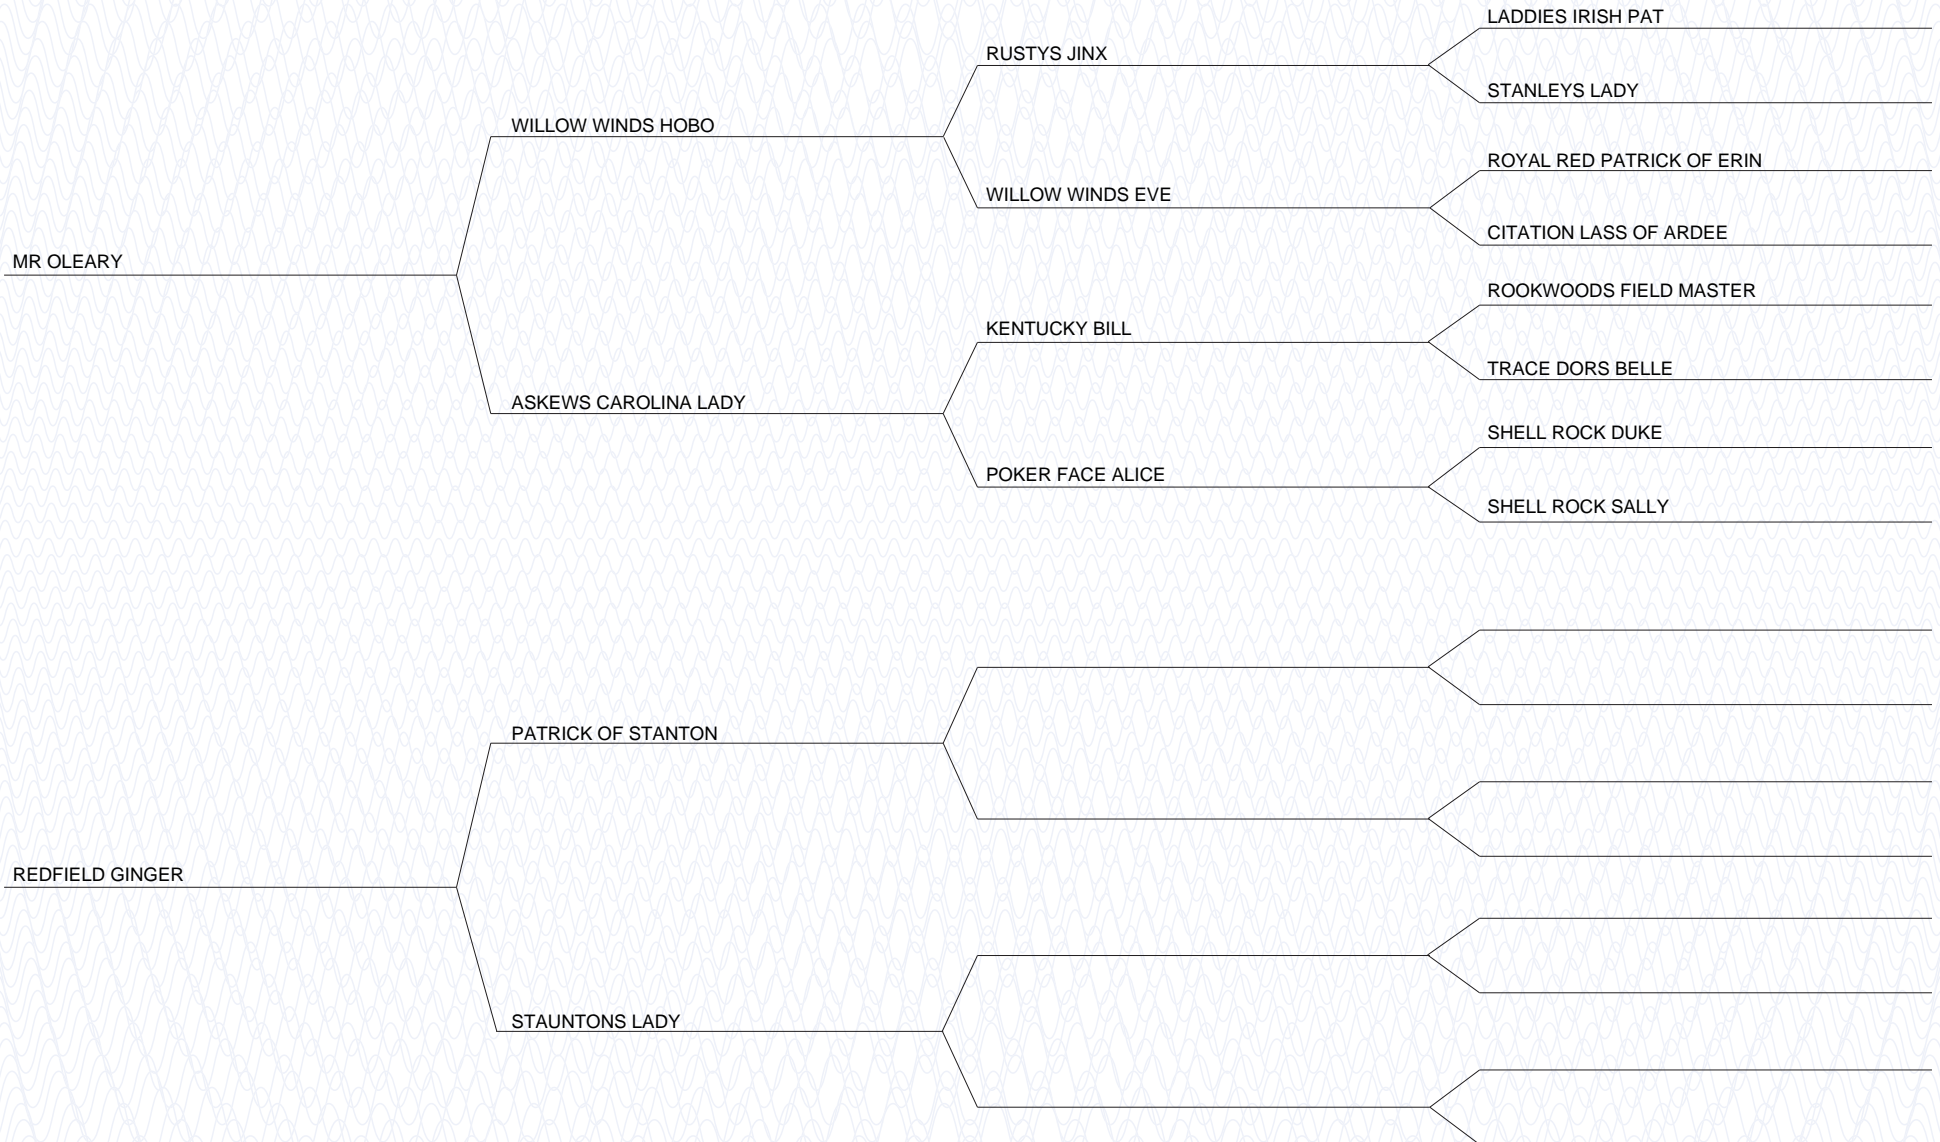 LADDIES IRISH PAT
RUSTYS JINX
STANLEYS LADY
WILLOW WINDS HOBO
ROYAL RED PATRICK OF ERIN
WILLOW WINDS EVE
CITATION LASS OF ARDEE
MR OLEARY
ROOKWOODS FIELD MASTER
KENTUCKY BILL
TRACE DORS BELLE
ASKEWS CAROLINA LADY
SHELL ROCK DUKE
POKER FACE ALICE
SHELL ROCK SALLY
PATRICK OF STANTON
REDFIELD GINGER
STAUNTONS LADY